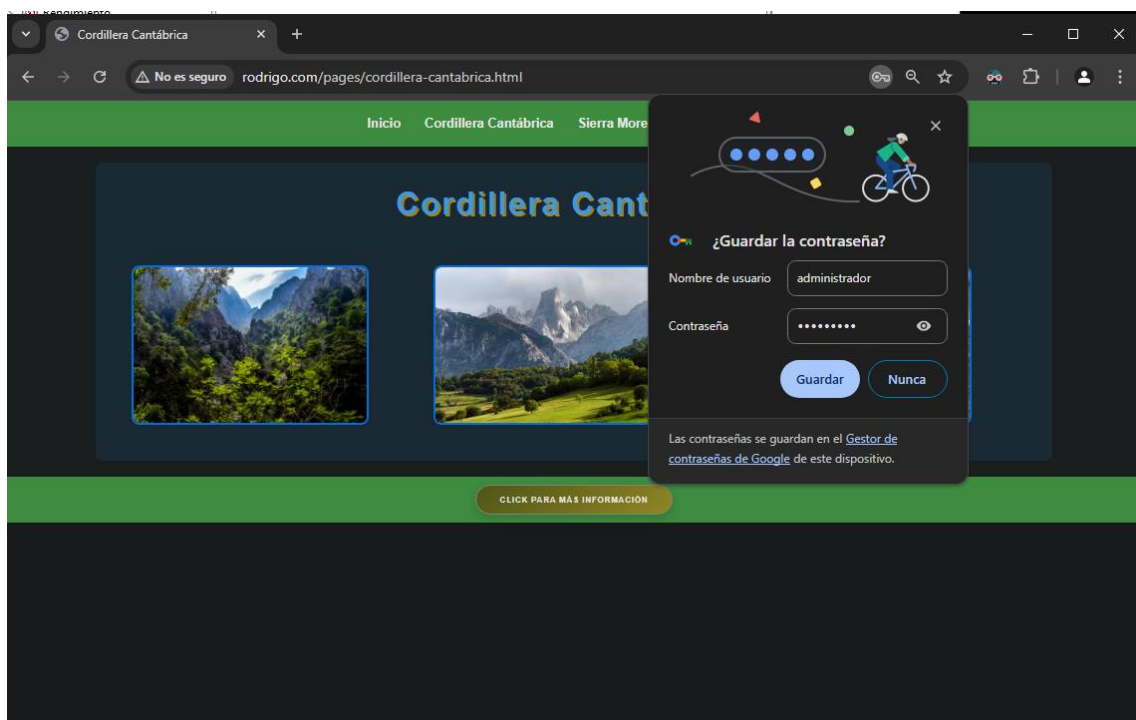 Rendimiento
Cordillera Cantábrica
No es seguro
rodrigo.com/pages/cordillera-cantabrica.html
Inicio Cordillera Cantábrica Sierra More
Cordillera Cant
¿Guardar la contraseña?
Nombre de usuario administrador
Contraseña •••••••••
Guardar Nunca
Las contraseñas se guardan en el Gestor de
contraseñas de Google de este dispositivo.
CLICK PARA MÁS INFORMACIÓN